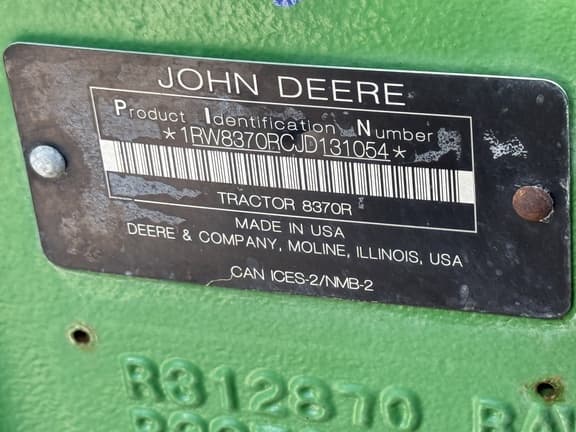 JOHN DEERE
Product Identification Number
*1RW8370RCJD131054*
TRACTOR 8370R
MADE IN USA
DEERE & COMPANY, MOLINE, ILLINOIS, USA
CAN ICES-2/NMB-2
R312870